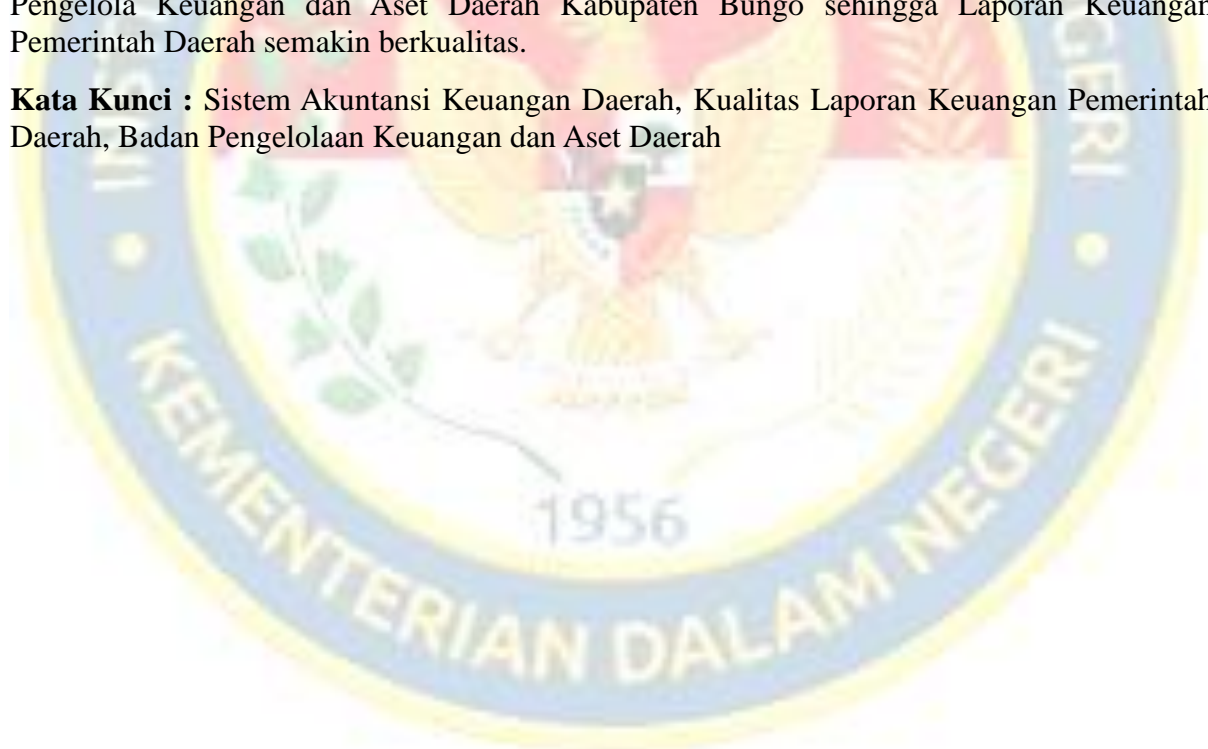 Pengelola Keuangan dan Aset Daerah Kabupaten Bungo sehingga Laporan Keuangan
Pemerintah Daerah semakin berkualitas.
Kata Kunci : Sistem Akuntansi Keuangan Daerah, Kualitas Laporan Keuangan Pemerintah
Daerah, Badan Pengelolaan Keuangan dan Aset Daerah
1956
KEMENTERIAN DALAM NEGERI